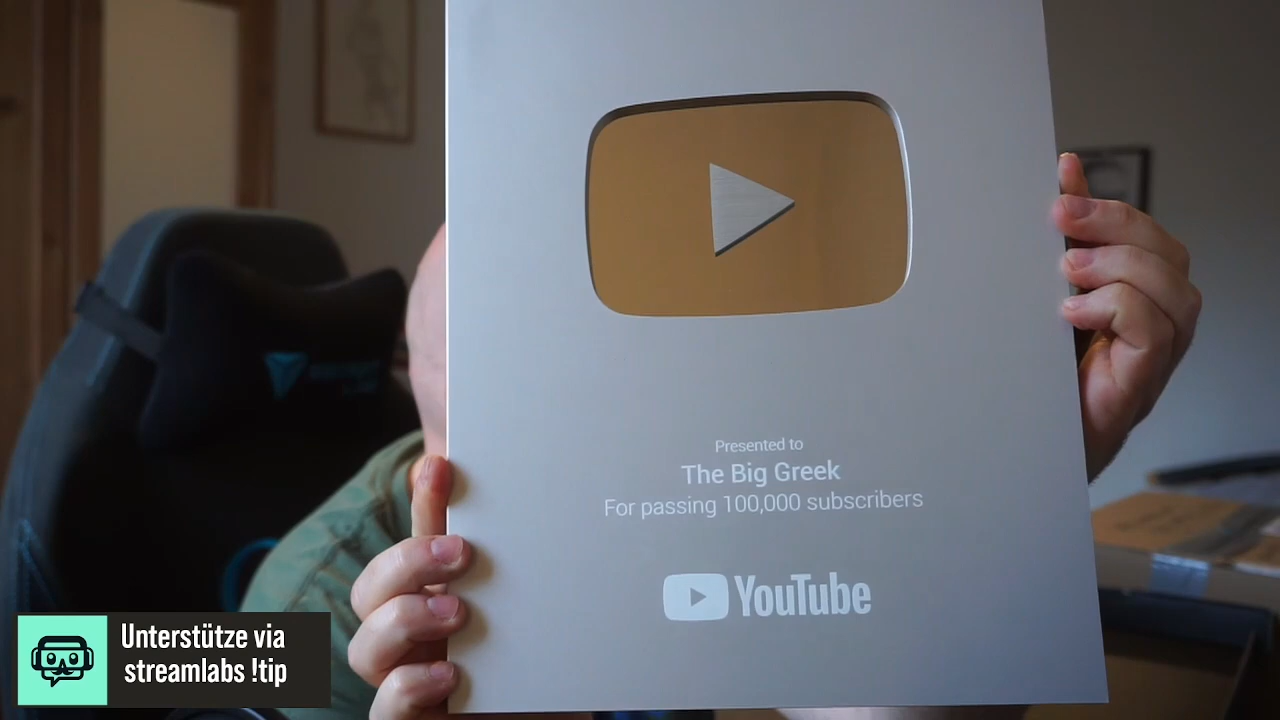 Presented to
The Big Greek
For passing 100,000 subscribers
YouTube
Unterstütze via
streamlabs !tip